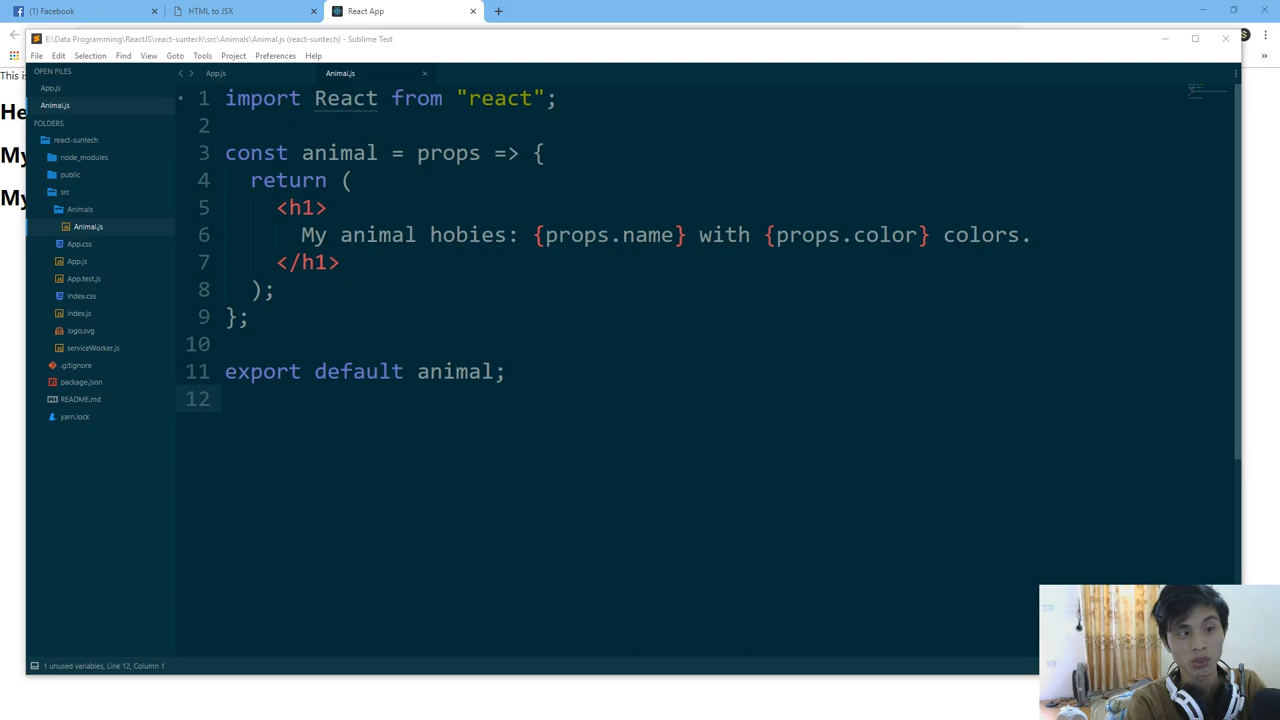 (1) Facebook
HTML to JSX
React App
E:\Data Programming\ReactJS\react-suntech\src\Animals\Animal.js (react-suntech) - Sublime Text
File Edit Selection Find View Goto Tools Project Preferences Help
This is
He
My
My
OPEN FILES
App.js
Animal.js
FOLDERS
react-suntech
node_modules
public
src
Animals
Animal.js
App.css
App.js
App.test.js
index.css
index.js
logo.svg
serviceWorker.js
.gitignore
package.json
README.md
yarn.lock
App.js
Animal.js
1 import React from "react";
2
3 const animal = props => {
4 return (
5 <h1>
6 My animal hobies: {props.name} with {props.color} colors.
7 </h1>
8 );
9 };
10
11 export default animal;
12
1 unused variables, Line 12, Column 1